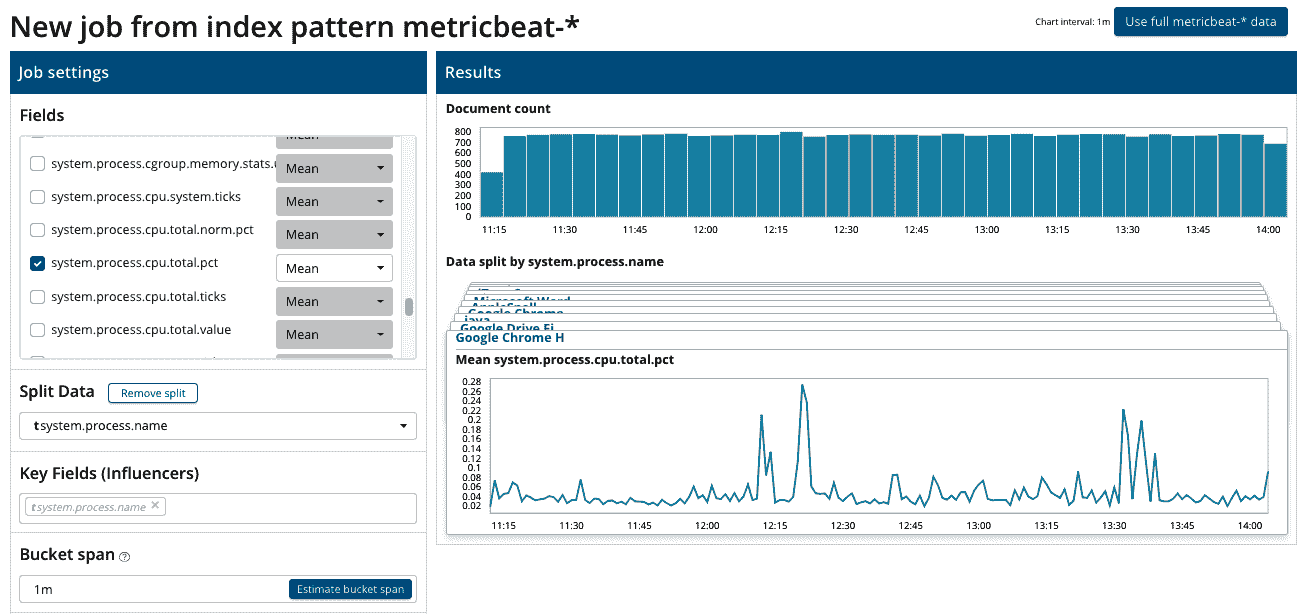 New job from index pattern metricbeat-*
Chart interval: 1m
Use full metricbeat-* data
Job settings
Fields
Mean
system.process.cgroup.memory.stats.
Mean
system.process.cpu.system.ticks
Mean
system.process.cpu.total.norm.pct
Mean
system.process.cpu.total.pct
Mean
system.process.cpu.total.ticks
Mean
system.process.cpu.total.value
Mean
Split Data
Remove split
t system.process.name
Key Fields (Influencers)
t system.process.name ×
Bucket span ?
1m
Estimate bucket span
Results
Document count
800
700
600
500
400
300
200
100
0
11:15 11:30 11:45 12:00 12:15 12:30 12:45 13:00 13:15 13:30 13:45 14:00
Data split by system.process.name
Microsoft Word
AppleSpell
Google Chrome
java
Google Drive Fi
Google Chrome H
Mean system.process.cpu.total.pct
0.28
0.26
0.24
0.22
0.2
0.18
0.16
0.14
0.12
0.1
0.08
0.06
0.04
0.02
11:15 11:30 11:45 12:00 12:15 12:30 12:45 13:00 13:15 13:30 13:45 14:00